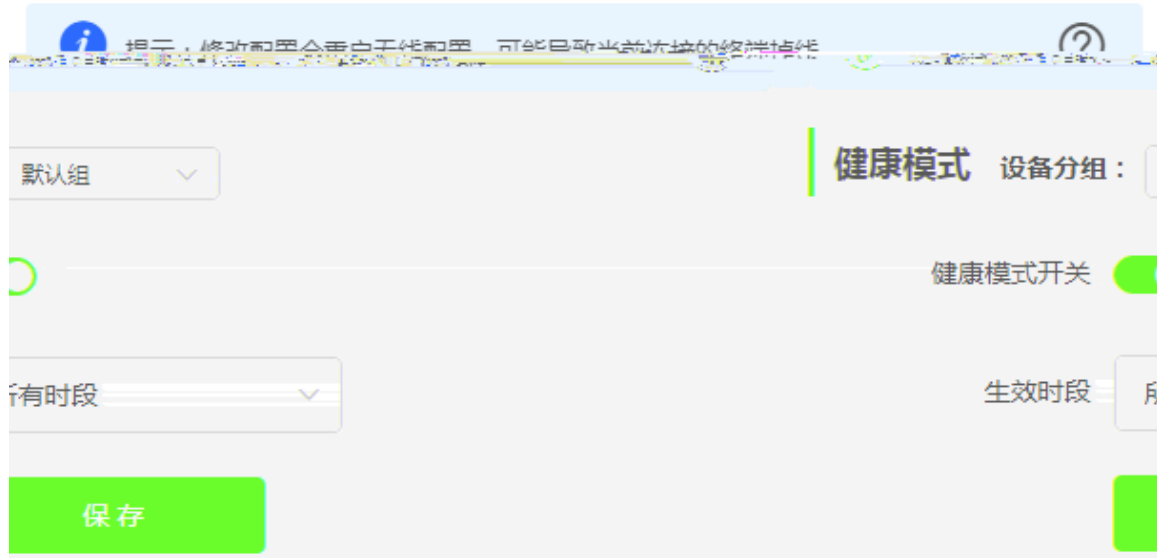 提示：修改配置会重启无线配置，可能导致当前连接的终端掉线
健康模式 设备分组： 默认组
健康模式开关
生效时段 所有时段
保存